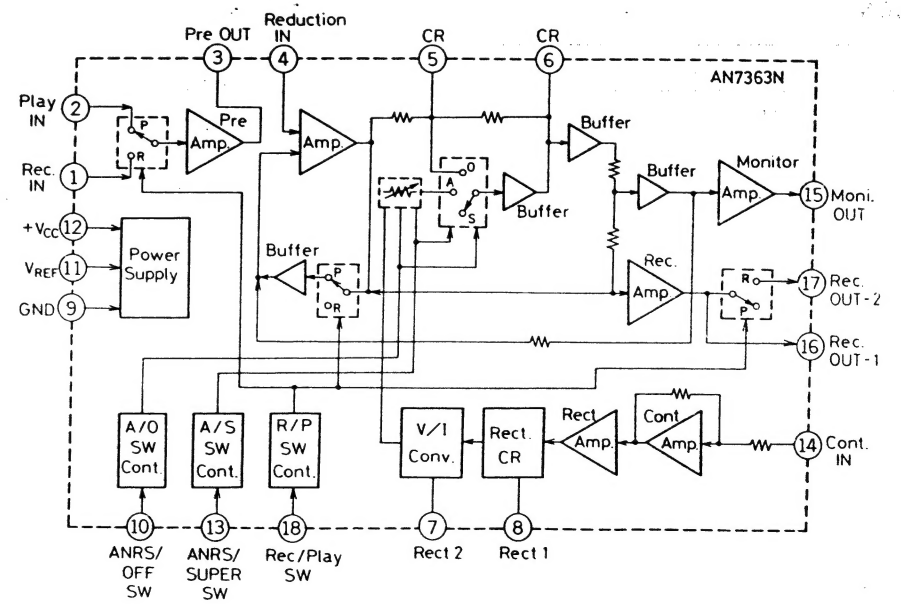 Reduction
Pre OUT IN CR CR
3 4 5 6
AN7363N
Play
IN
2
P
R
Pre
Amp.
Amp.
Buffer
Rec.
IN
1
O
A
S
Buffer
Buffer
Monitor
Amp.
15
Moni.
OUT
+VCC
12
VREF
11
GND
9
Power
Supply
Buffer
P
R
Rec.
Amp.
R
P
17
Rec.
OUT-2
16
Rec.
OUT-1
A/O
SW
Cont.
A/S
SW
Cont.
R/P
SW
Cont.
V/I
Conv.
Rect.
CR
Rect
Amp.
Cont
Amp.
14
Cont.
IN
10 13 18 7 8
ANRS/
OFF
SW
ANRS/
SUPER
SW
Rec/Play
SW
Rect 2
Rect 1